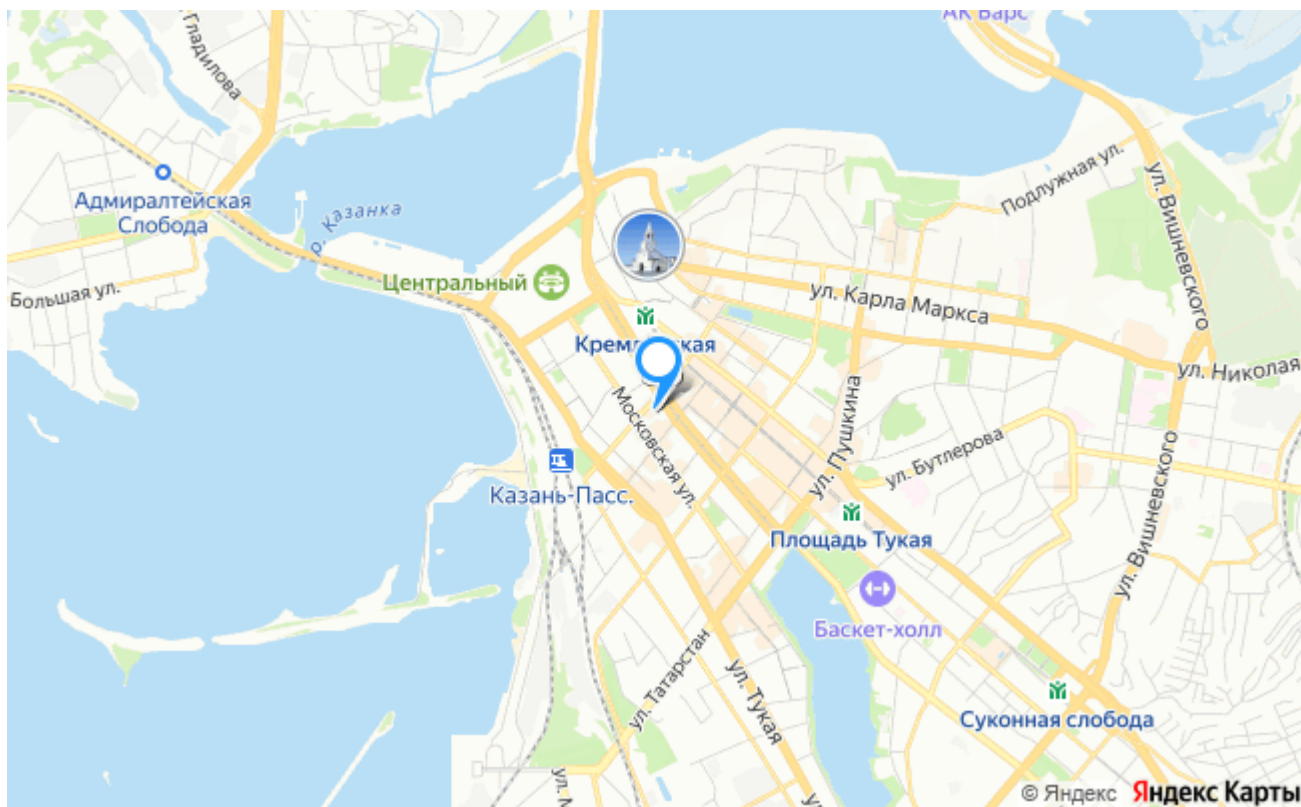 АК Барс
. Гладилова
Адмиралтейская
Слобода
р. Казанка
Подлужная ул.
ул. Вишневского
Центральный
Большая ул.
ул. Карла Маркса
ул. Николая
Московская ул.
ул. Пушкина
ул. Бутлерова
Казань-Пасс.
Площадь Тукая
ул. Вишневского
Баскет-холл
ул. Татарстан
ул. Тукая
Суконная слобода
© Яндекс Яндекс Карты